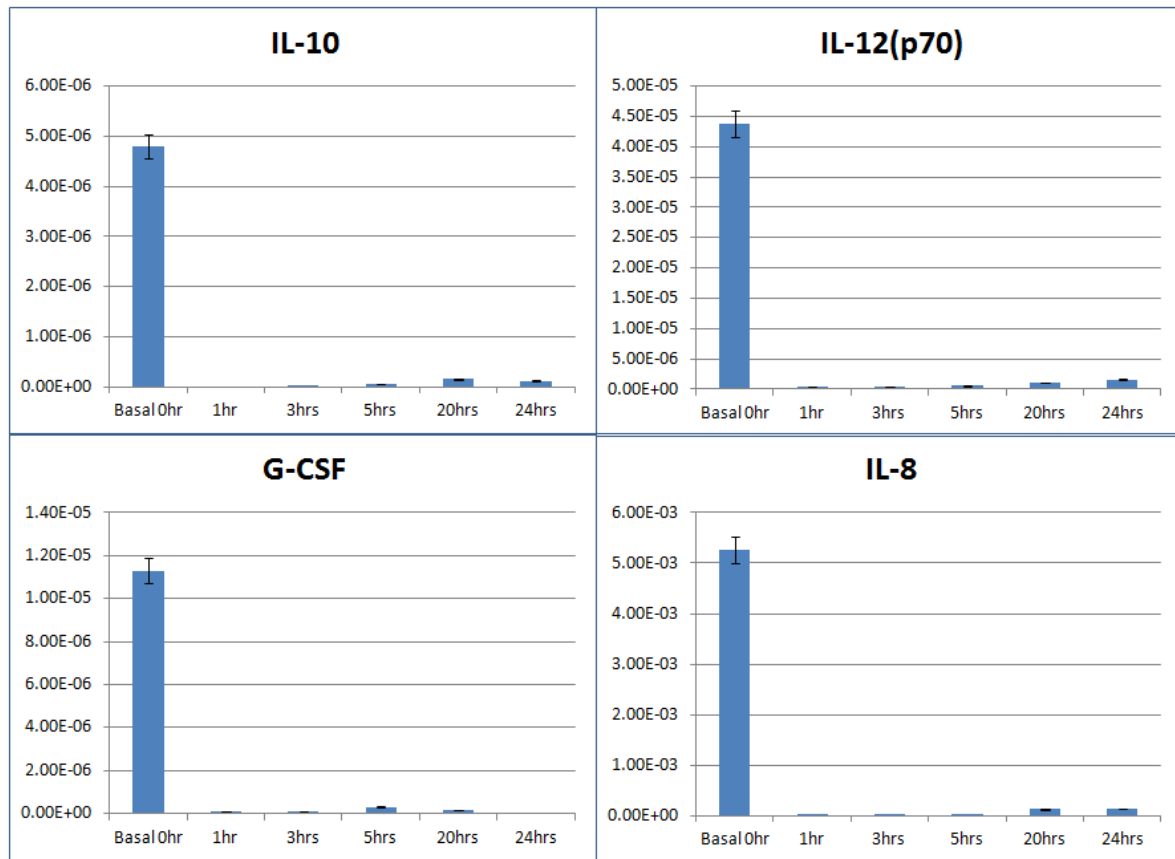 IL-10
6.00E-06
5.00E-06
4.00E-06
3.00E-06
2.00E-06
1.00E-06
0.00E+00
Basal 0hr 1hr 3hrs 5hrs 20hrs 24hrs
IL-12(p70)
5.00E-05
4.50E-05
4.00E-05
3.50E-05
3.00E-05
2.50E-05
2.00E-05
1.50E-05
1.00E-05
5.00E-06
0.00E+00
Basal 0hr 1hr 3hrs 5hrs 20hrs 24hrs
G-CSF
1.40E-05
1.20E-05
1.00E-05
8.00E-06
6.00E-06
4.00E-06
2.00E-06
0.00E+00
Basal 0hr 1hr 3hrs 5hrs 20hrs 24hrs
IL-8
6.00E-03
5.00E-03
4.00E-03
3.00E-03
2.00E-03
1.00E-03
0.00E+00
Basal 0hr 1hr 3hrs 5hrs 20hrs 24hrs